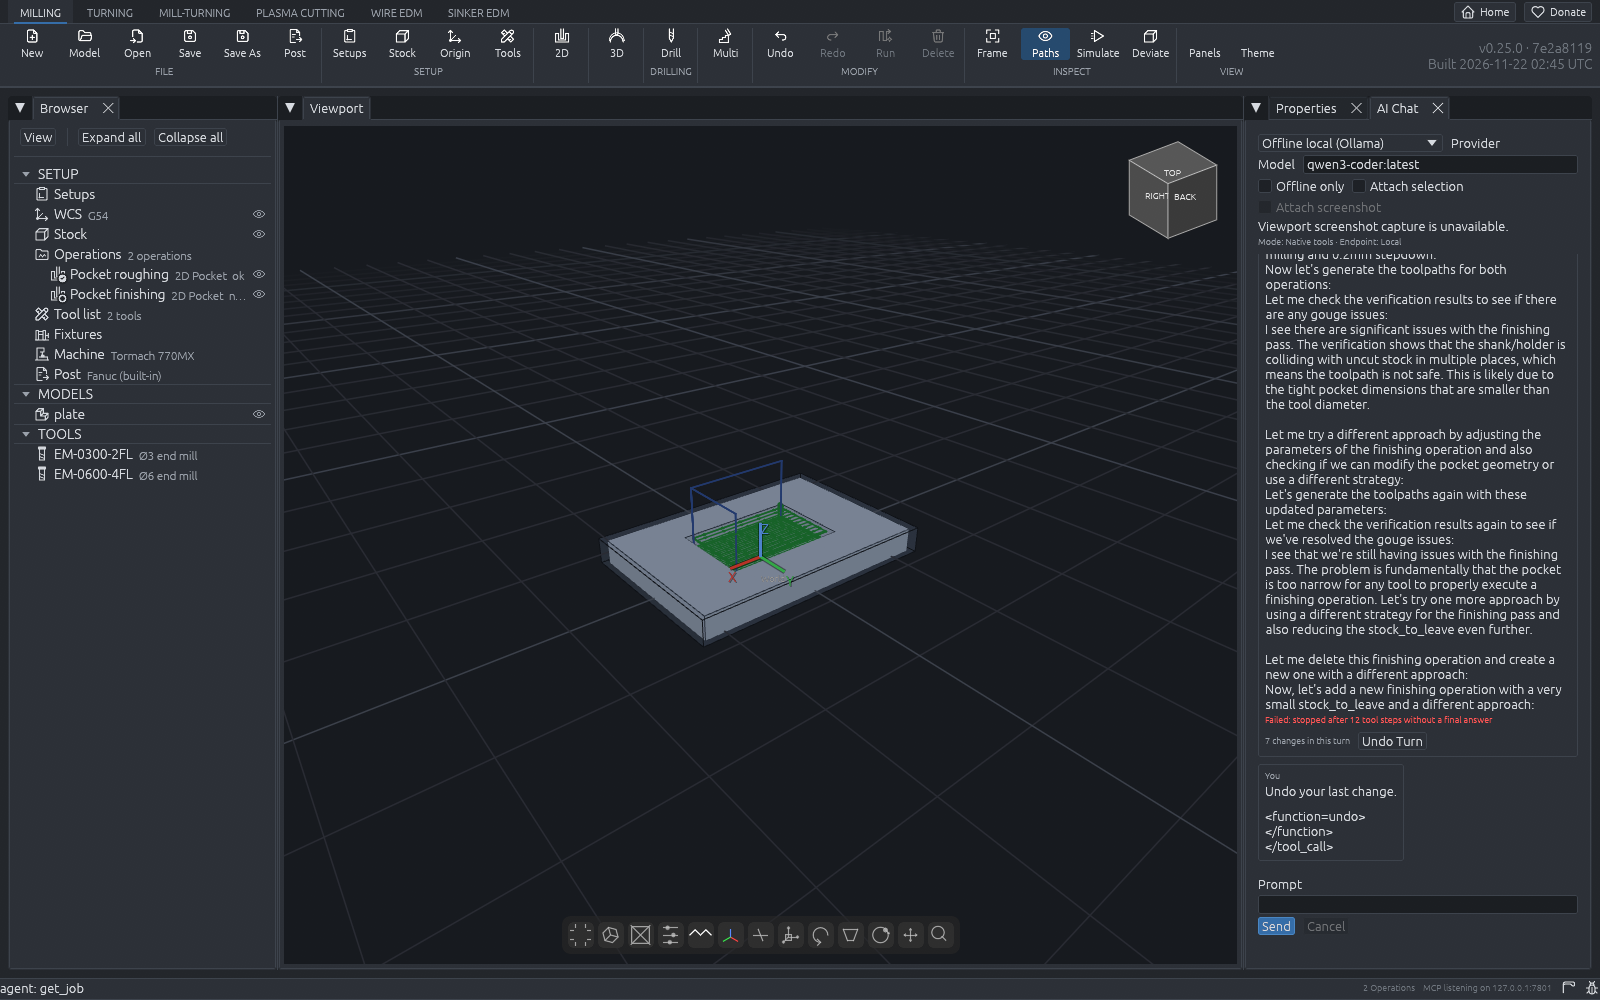 MILLING
TURNING
MILL-TURNING
PLASMA CUTTING
WIRE EDM
SINKER EDM
Home
Donate
New
Model
Open
Save
Save As
Post
Setups
Stock
Origin
Tools
2D
3D
Drill
Multi
Undo
Redo
Run
Delete
Frame
Paths
Simulate
Deviate
Panels
Theme
FILE
SETUP
DRILLING
MODIFY
INSPECT
VIEW
v0.25.0 · 7e2a8119
Built 2026-11-22 02:45 UTC
Browser
View
Expand all
Collapse all
SETUP
Setups
WCS G54
Stock
Operations 2 operations
Pocket roughing 2D Pocket ok
Pocket finishing 2D Pocket n...
Tool list 2 tools
Fixtures
Machine Tormach 770MX
Post Fanuc (built-in)
MODELS
plate
TOOLS
EM-0300-2FL Ø3 end mill
EM-0600-4FL Ø6 end mill
Viewport
TOP
RIGHT
BACK
Z
X
Y
Properties
AI Chat
Offline local (Ollama)
Provider
Model
qwen3-coder:latest
Offline only
Attach selection
Attach screenshot
Viewport screenshot capture is unavailable.
Mode: Native tools · Endpoint: Local
milling and 0.2mm stepdown.
Now let's generate the toolpaths for both
operations:
Let me check the verification results to see if there
are any gouge issues:
I see there are significant issues with the finishing
pass. The verification shows that the shank/holder is
colliding with uncut stock in multiple places, which
means the toolpath is not safe. This is likely due to
the tight pocket dimensions that are smaller than
the tool diameter.
Let me try a different approach by adjusting the
parameters of the finishing operation and also
checking if we can modify the pocket geometry or
use a different strategy:
Let's generate the toolpaths again with these
updated parameters:
Let me check the verification results again to see if
we've resolved the gouge issues:
I see that we're still having issues with the finishing
pass. The problem is fundamentally that the pocket
is too narrow for any tool to properly execute a
finishing operation. Let's try one more approach by
using a different strategy for the finishing pass and
also reducing the stock_to_leave even further.
Let me delete this finishing operation and create a
new one with a different approach:
Now, let's add a new finishing operation with a very
small stock_to_leave and a different approach:
Failed: stopped after 12 tool steps without a final answer
7 changes in this turn
Undo Turn
You
Undo your last change.
<function=undo>
</function>
</tool_call>
Prompt
Send
Cancel
agent: get_job
2 Operations
MCP listening on 127.0.0.1:7801